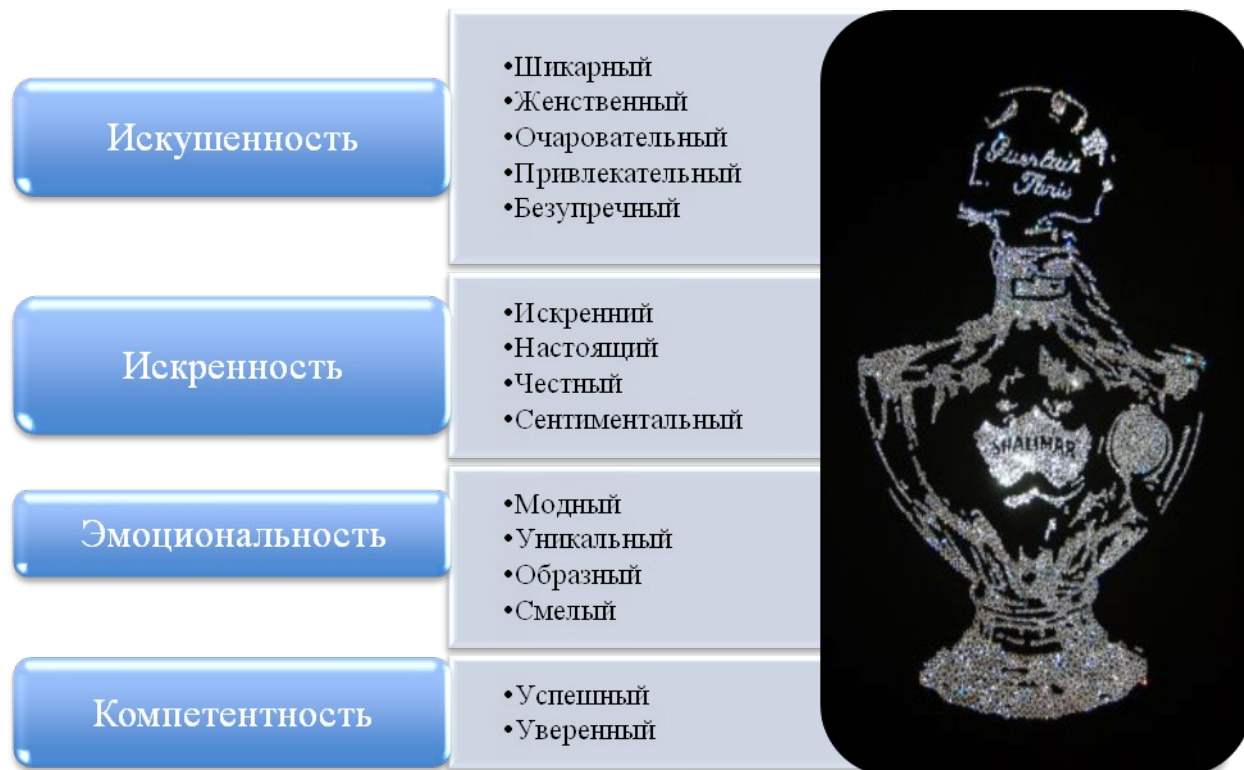 Искушенность
•Шикарный
•Женственный
•Очаровательный
•Привлекательный
•Безупречный
Искренность
•Искренний
•Настоящий
•Честный
•Сентиментальный
Эмоциональность
•Модный
•Уникальный
•Образный
•Смелый
Компетентность
•Успешный
•Уверенный
Guerlain
Paris
SHALIMAR